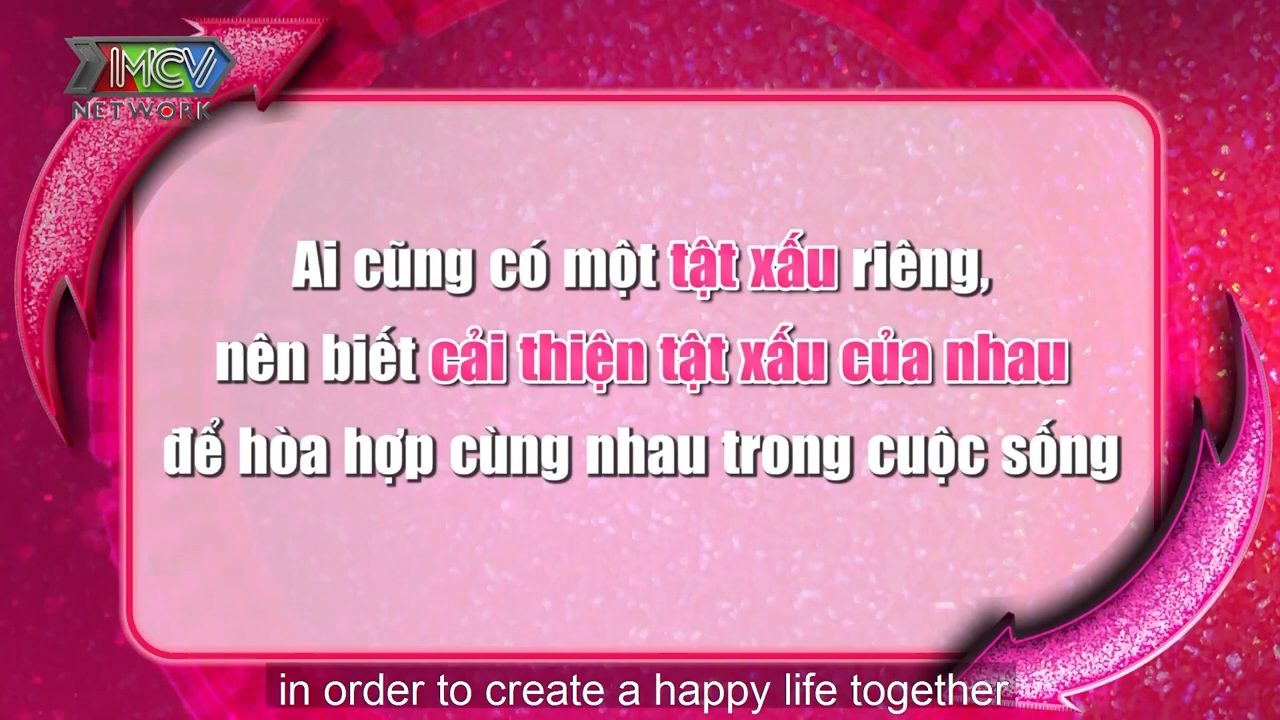 MCV
NETWORK
Ai cũng có một tật xấu riêng,
nên biết cải thiện tật xấu của nhau
để hòa hợp cùng nhau trong cuộc sống
in order to create a happy life together